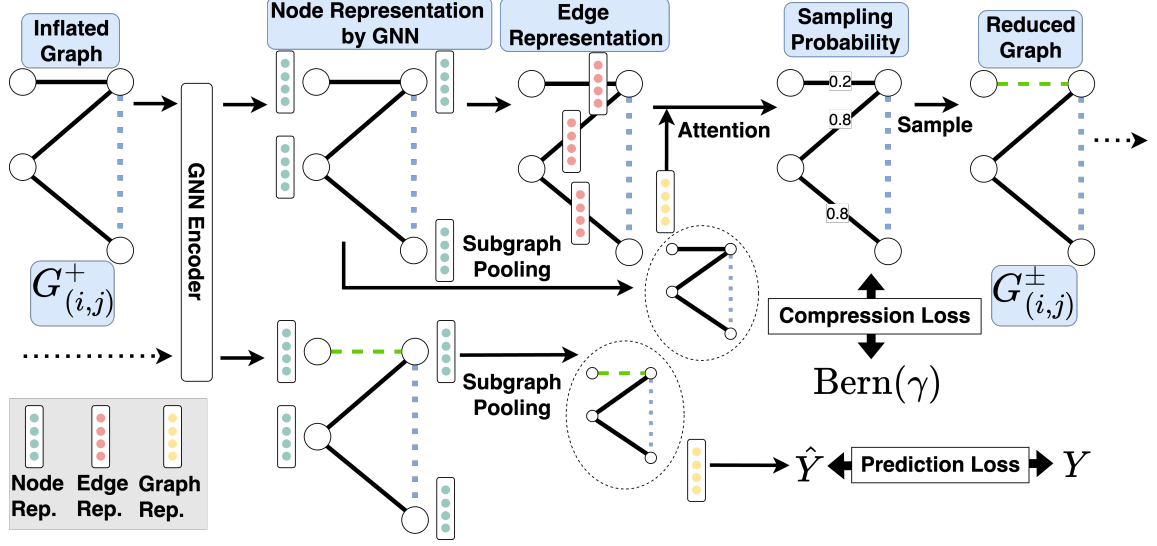 Inflated
Graph
Node Representation
by GNN
Edge
Representation
Sampling
Probability
Reduced
Graph
0.2
0.8
0.8
Attention
Sample
GNN Encoder
Subgraph
Pooling
G^+_{(i,j)}
G^±_{(i,j)}
Compression Loss
Bern(γ)
Subgraph
Pooling
Node
Rep.
Edge
Rep.
Graph
Rep.
Ŷ
Prediction Loss
Y